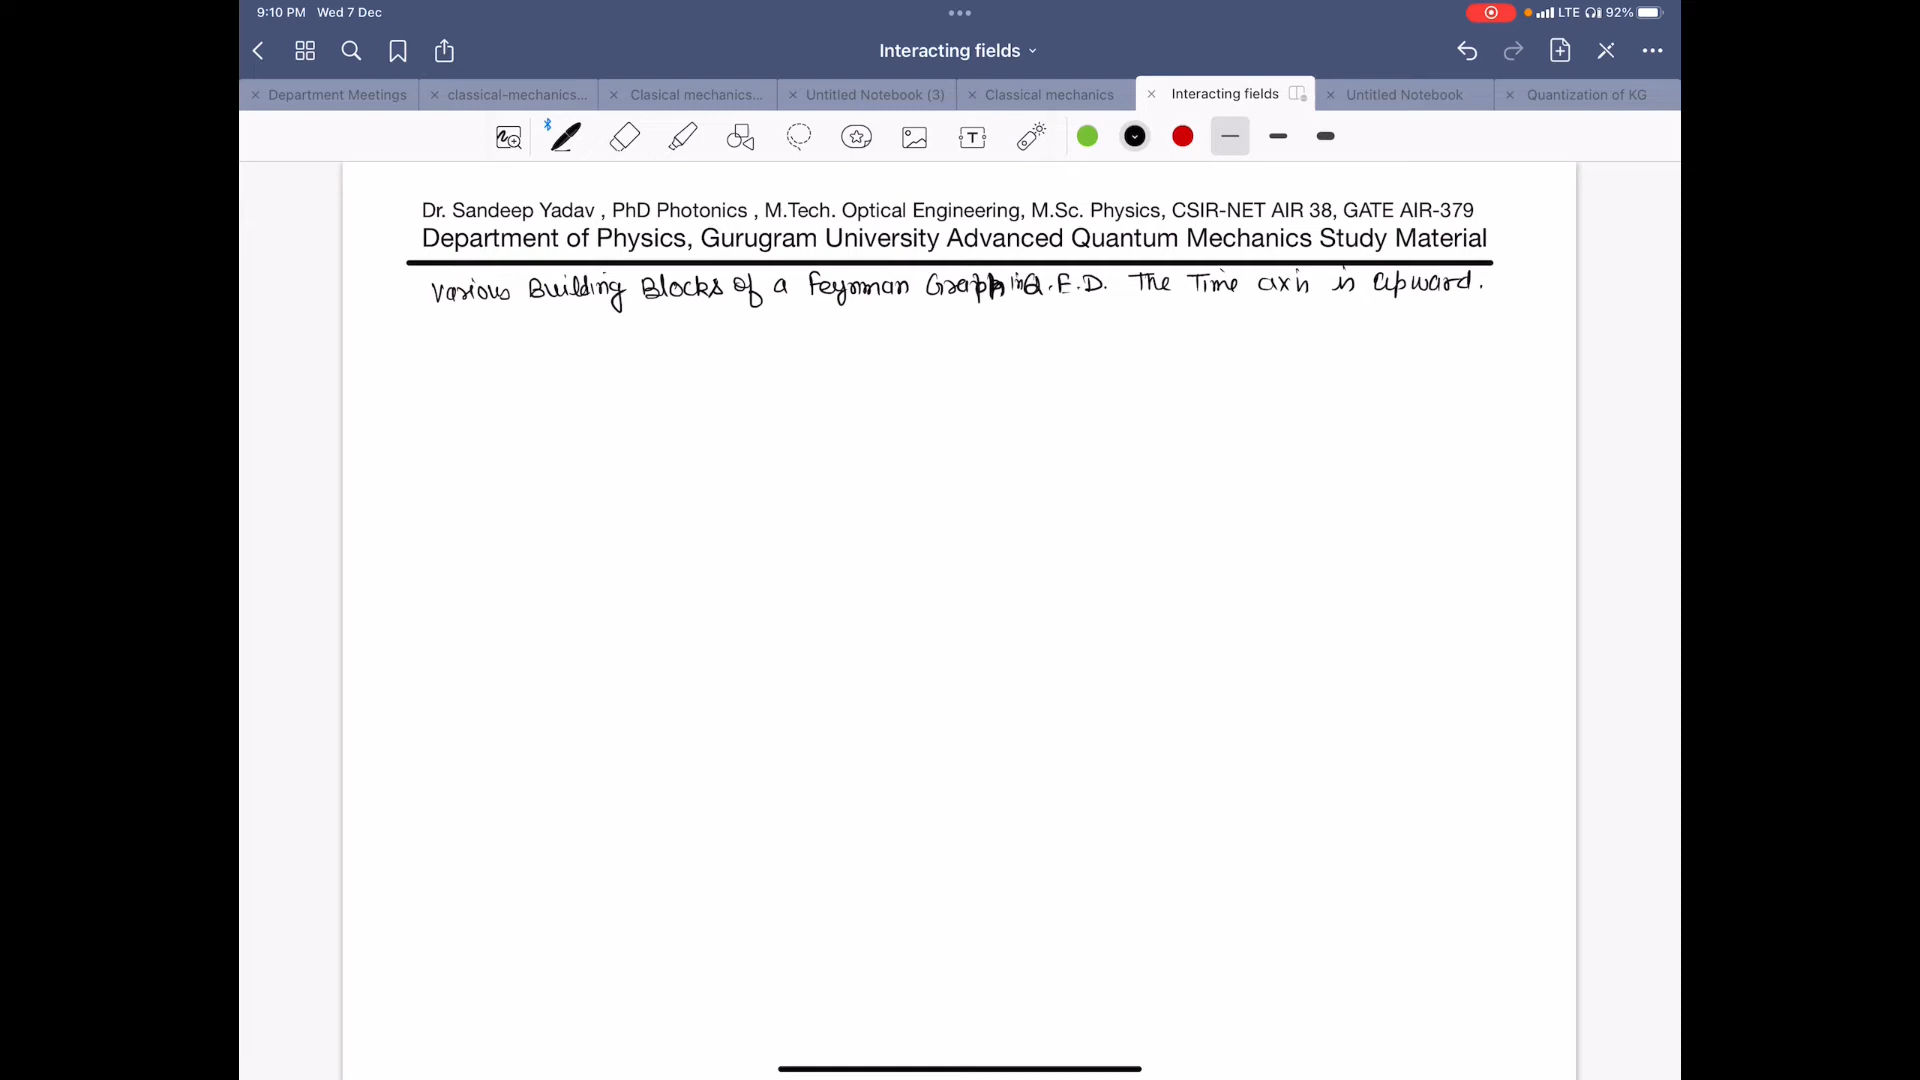 9:10 PM Wed 7 Dec
LTE 92%
Interacting fields
Department Meetings
classical-mechanics...
Clasical mechanics...
Untitled Notebook (3)
Classical mechanics
Interacting fields
Untitled Notebook
Quantization of KG
T
Dr. Sandeep Yadav , PhD Photonics , M.Tech. Optical Engineering, M.Sc. Physics, CSIR-NET AIR 38, GATE AIR-379
Department of Physics, Gurugram University Advanced Quantum Mechanics Study Material
Various Building Blocks of a Feynman Graph in Q.E.D. The Time axis is upward.